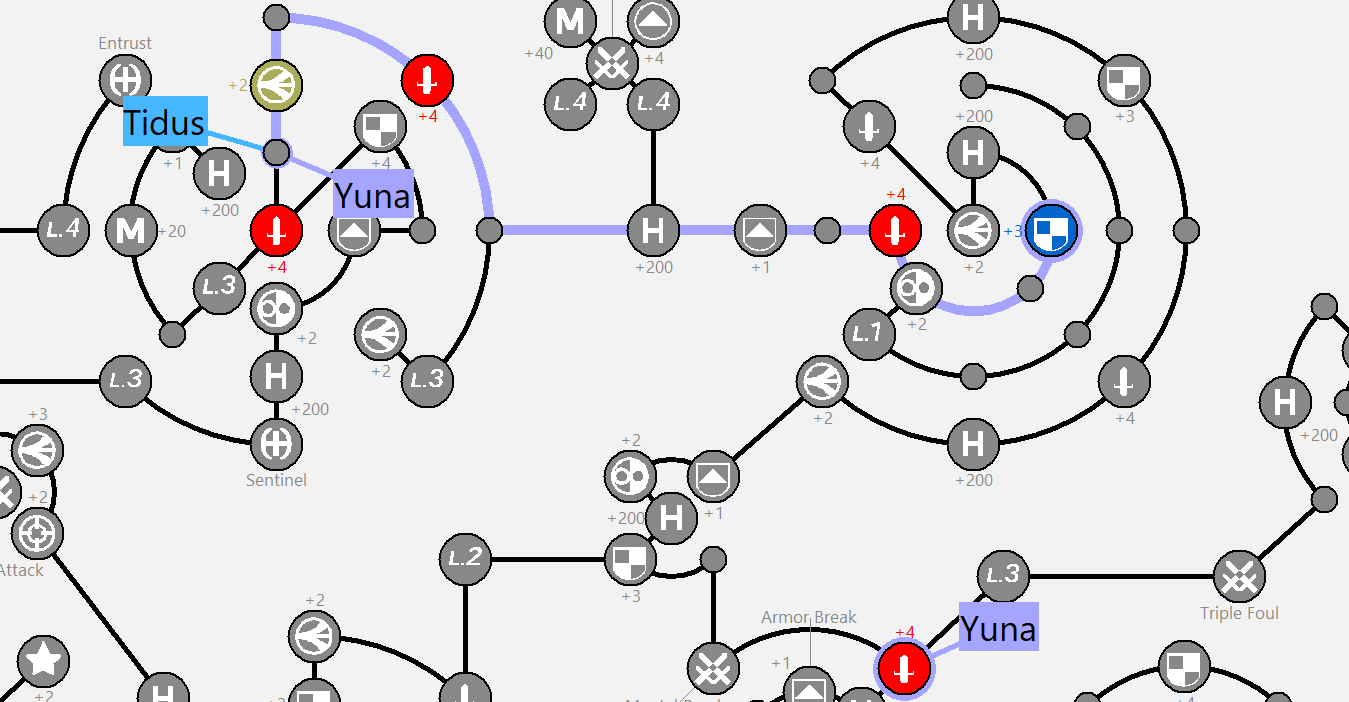 Entrust
+2
+4
Tidus
+1
H
+200
+4
Yuna
L.4
M
+20
+4
L.3
+2
H
+200
Sentinel
L.3
+2
L.3
M
+40
+4
L.4
L.4
H
+200
+1
H
+200
+3
+4
+200
H
+4
+2
+3
+2
L.1
+2
+4
H
+200
+3
+2
Attack
+2
H
+2
L.2
+2
+200
H
+1
+3
Armor Break
+1
+4
L.3
Yuna
Triple Foul
H
+200